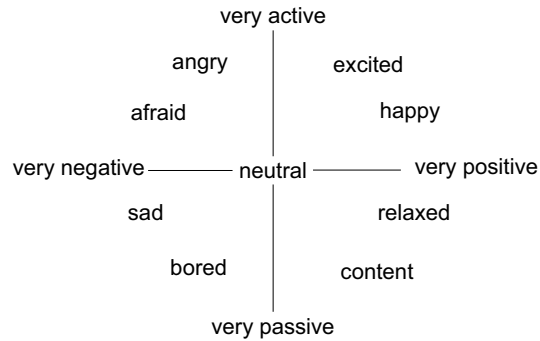 very active
angry
excited
afraid
happy
very negative
neutral
very positive
sad
relaxed
bored
content
very passive